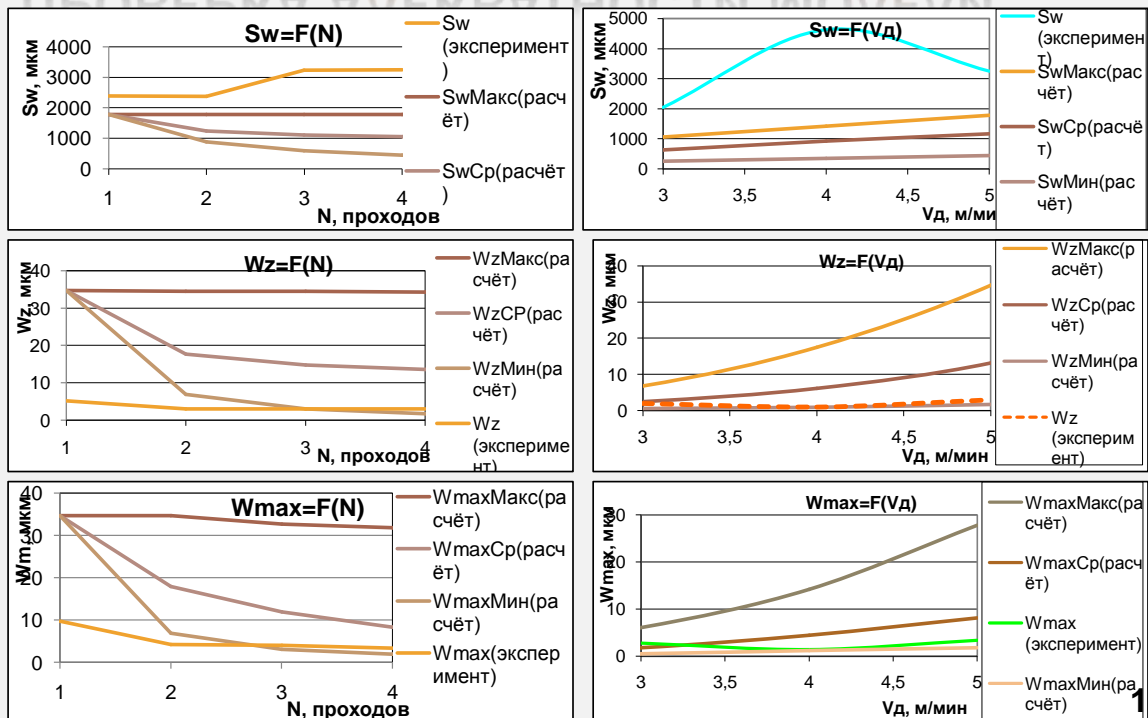 Sw=F(N)
Sw, мкм
4000
3000
2000
1000
0
1
2
3
4
N, проходов
Sw
(эксперимент
)
SwМакс(расч
ёт)
SwСр(расчёт
)
Sw=F(Vд)
Sw, мкм
5000
4000
3000
2000
1000
0
3
3,5
4
4,5
5
Vд, м/ми
Sw
(эксперимен
т)
SwМакс(рас
чёт)
SwСр(расчё
т)
SwМин(рас
чёт)
Wz=F(N)
Wz, мкм
40
30
20
10
0
1
2
3
4
N, проходов
WzМакс(ра
счёт)
WzСР(рас
чёт)
WzМин(ра
счёт)
Wz
(эксперимe
нт)
Wz=F(Vд)
Wz, мкм
40
30
20
10
0
3
3,5
4
4,5
5
Vд, м/мин
WzМакс(р
асчёт)
WzСр(рас
чёт)
WzМин(ра
счёт)
Wz
(эксперим
ент)
Wmax=F(N)
Wm, мкм
40
30
20
10
0
1
2
3
4
N, проходов
WmaxМакс(ра
счёт)
WmaxСр(расч
ёт)
WmaxМин(ра
счёт)
Wmax(экспер
имент)
Wmax=F(Vд)
Wmax, мкм
30
20
10
0
3
3,5
4
4,5
5
Vд, м/мин
WmaxМакс(ра
счёт)
WmaxСр(расч
ёт)
Wmax
(эксперимент)
WmaxМин(ра
счёт)
1